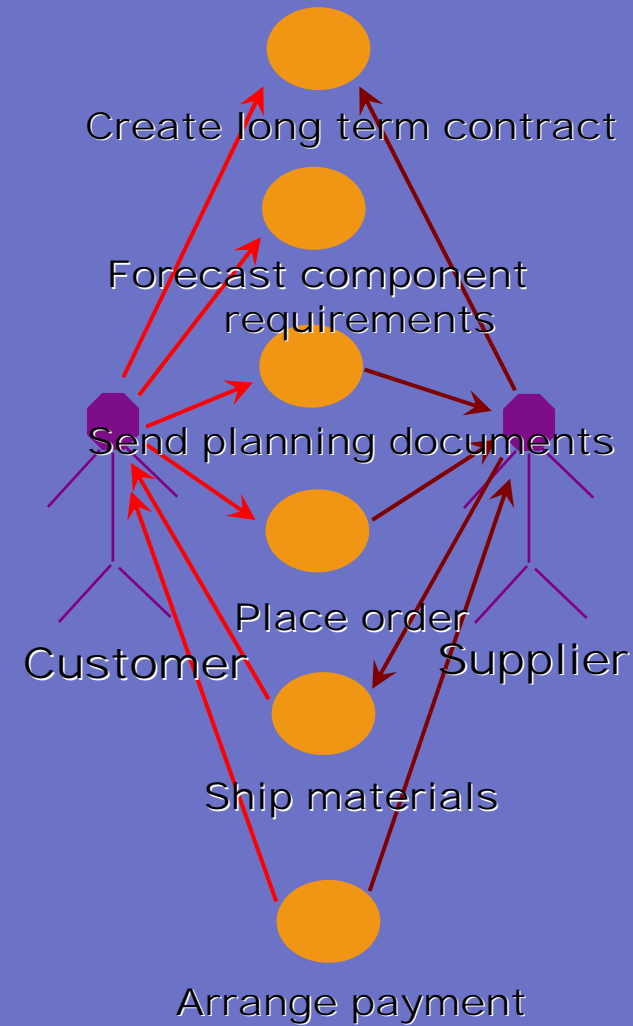 Create long term contract
Forecast component
requirements
Send planning documents
Place order
Customer
Supplier
Ship materials
Arrange payment